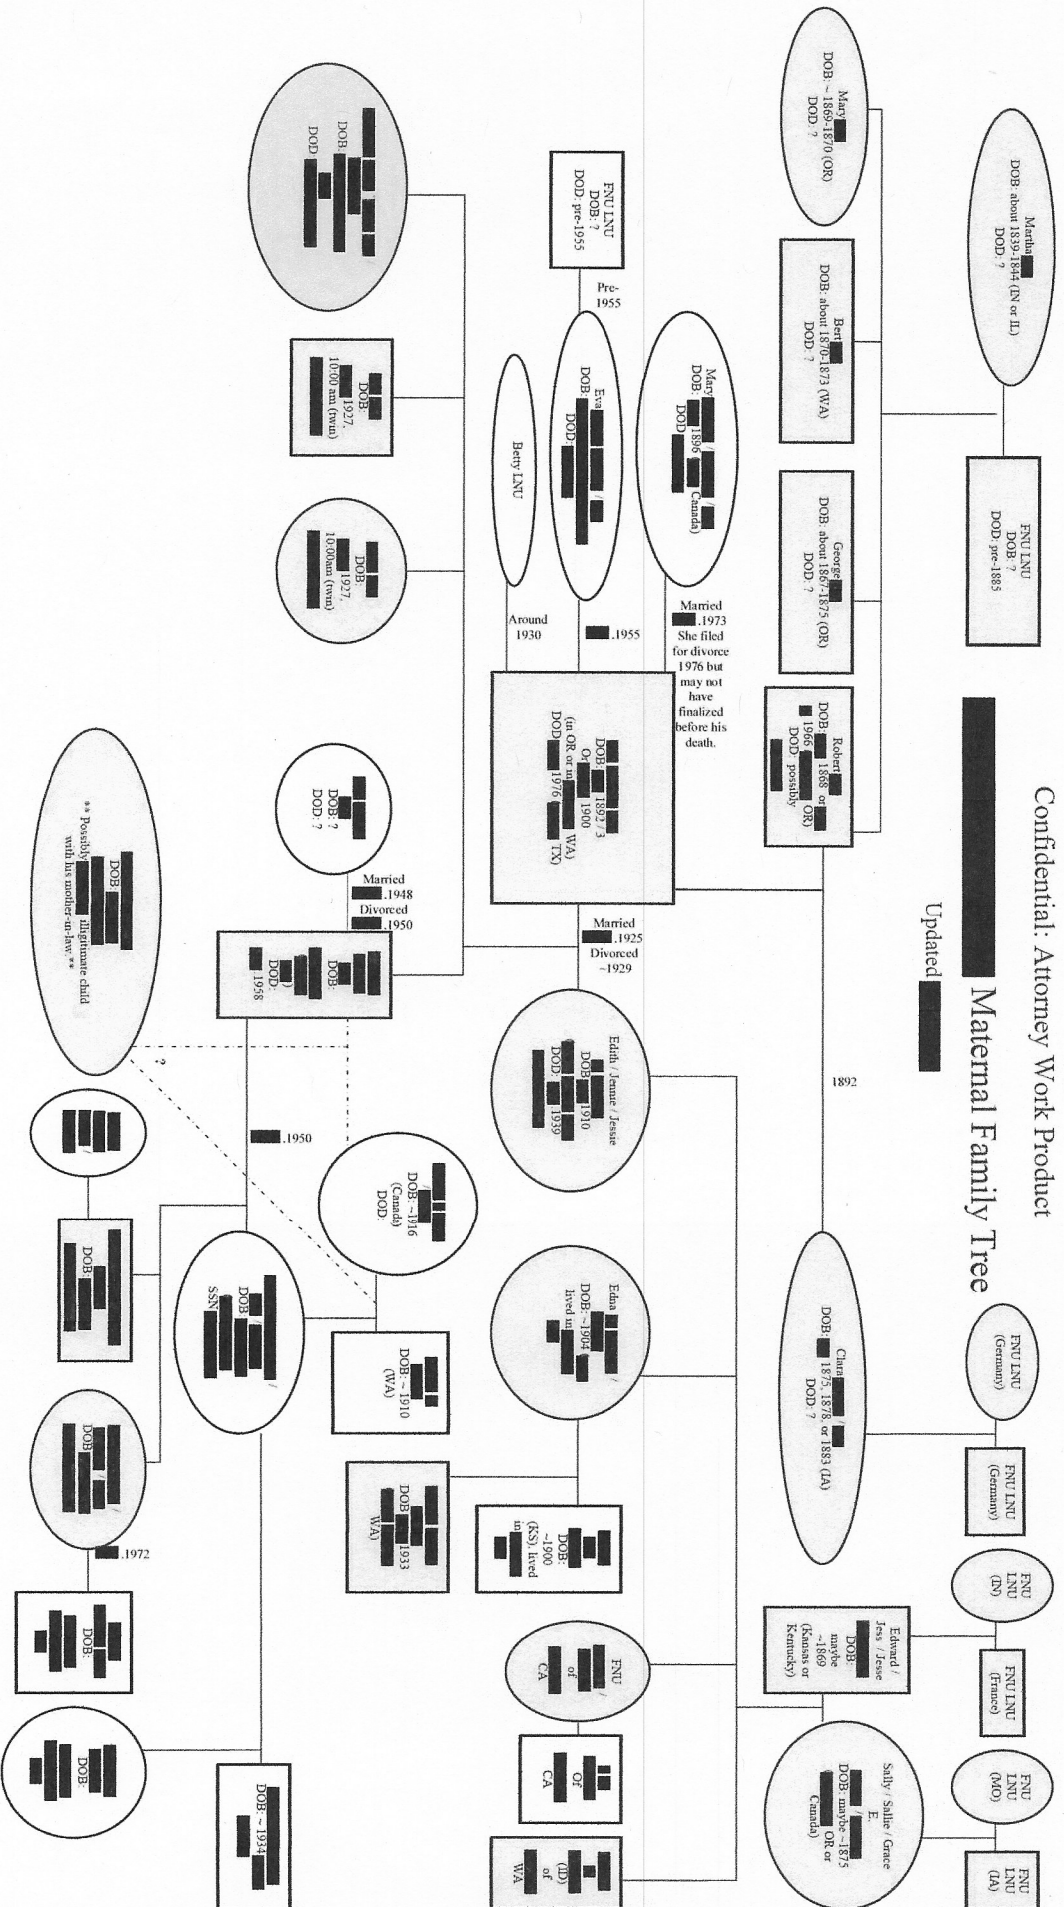 Confidential: Attorney Work Product
Maternal Family Tree
Updated
Martha
DOB: about 1839-1844 (IN or IL)
DOD: ?
FNU LNU
DOB: ?
DOD: pre-1885
FNU LNU
(Germany)
FNU LNU
(Germany)
FNU
LNU
(IN)
FNU LNU
(France)
FNU
LNU
(MO)
FNU
LNU
(IA)
Mary
DOB: ~ 1869-1870 (OR)
DOD: ?
Bert
DOB: about 1870-1873 (WA)
DOD: ?
George
DOB: about 1867-1875 (OR)
DOD: ?
Robert
DOB: 1868 or
1966 OR)
DOD: possibly
1892
Clara /
DOB: 1875, 1878, or 1883 (IA)
DOD: ?
Edward /
Jess / Jesse
DOB:
maybe
~1869
(Kansas or
Kentucky)
Sally / Sallie / Grace
E.
/
DOB: maybe ~1875
( OR or
Canada)
Mary / /
DOB: 1896 ( Canada)
DOD
Married
.1973
She filed
for divorce
1976 but
may not
have
finalized
before his
death.
FNU LNU
DOB: ?
DOD: pre-1955
Pre-
1955
Eva /
DOB:
DOD:
.1955
Betty LNU
Around
1930
DOB: 1892 / 3
Or 1900
(in OR or in WA)
DOD 1976 ( TX)
Married
.1925
Divorced
~1929
Edith / Jennie / Jessie
DOB 1910
DOD: 1939
Edna /
DOB: ~1904 (
lived in
DOB:
~1900
(KS), lived
in
DOB 1933
WA)
FNU /
of
CA
Of
CA
(ID)
of
WA
DOB:
DOD
DOB:
1927,
10:00 am (twin)
DOB:
1927,
10:00am (twin)
DOB: ?
DOD: ?
Married
.1948
Divorced
.1950
DOB:
DOD:
1958
DOB: ~1916
(Canada)
DOD:
DOB: ~ 1910
(WA)
DOB:
** Possibly illigitimate child
with his mother-in-law. **
?
.1950
/
DOB /
SSN
/
DOB:
/
DOB
.1972
DOB:
DOB:
DOB: ~ 1934